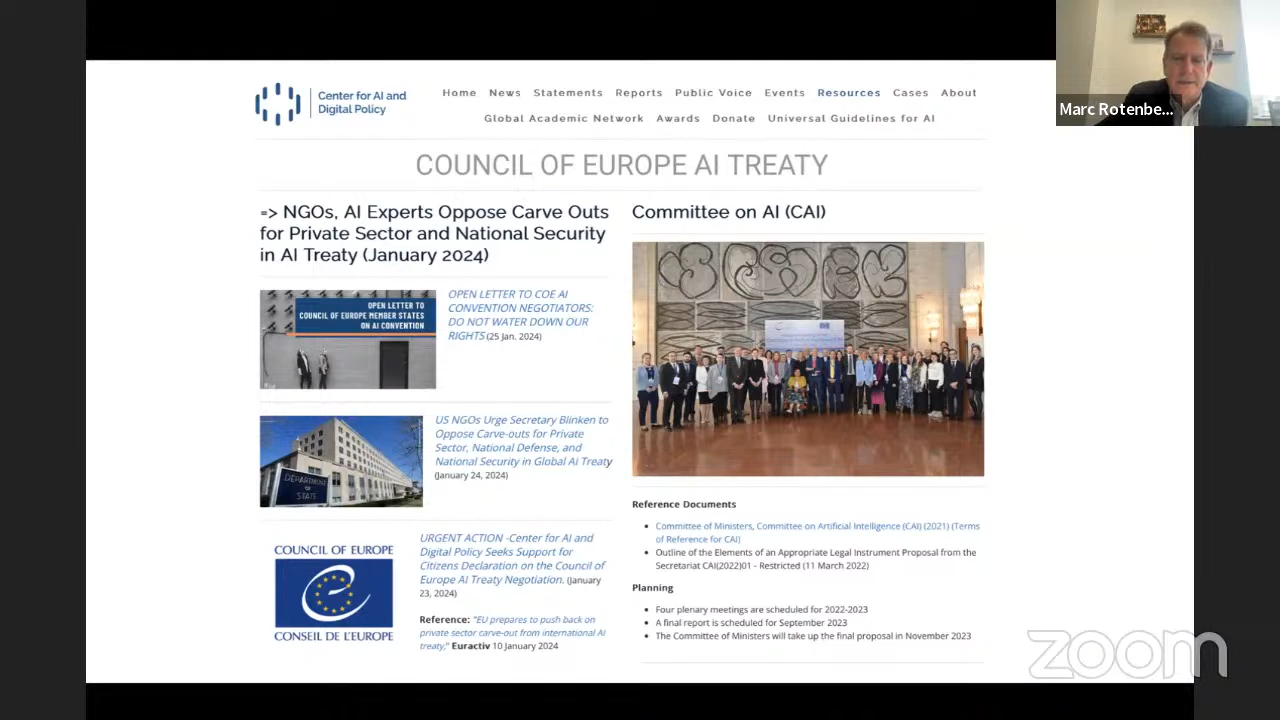 Center for AI and
Digital Policy
Home News Statements Reports Public Voice Events Resources Cases About
Global Academic Network Awards Donate Universal Guidelines for AI
COUNCIL OF EUROPE AI TREATY
=> NGOs, AI Experts Oppose Carve Outs
for Private Sector and National Security
in AI Treaty (January 2024)
OPEN LETTER TO
COUNCIL OF EUROPE MEMBER STATES
ON AI CONVENTION
OPEN LETTER TO COE AI
CONVENTION NEGOTIATORS:
DO NOT WATER DOWN OUR
RIGHTS (25 Jan. 2024)
DEPARTMENT
OF
STATE
US NGOs Urge Secretary Blinken to
Oppose Carve-outs for Private
Sector, National Defense, and
National Security in Global AI Treaty
(January 24, 2024)
COUNCIL OF EUROPE
CONSEIL DE L'EUROPE
URGENT ACTION -Center for AI and
Digital Policy Seeks Support for
Citizens Declaration on the Council of
Europe AI Treaty Negotiation. (January
23, 2024)
Reference: "EU prepares to push back on
private sector carve-out from international AI
treaty," Euractiv 10 January 2024
Committee on AI (CAI)
Reference Documents
Committee of Ministers, Committee on Artificial Intelligence (CAI) (2021) (Terms
of Reference for CAI)
Outline of the Elements of an Appropriate Legal Instrument Proposal from the
Secretariat CAI(2022)01 - Restricted (11 March 2022)
Planning
Four plenary meetings are scheduled for 2022-2023
A final report is scheduled for September 2023
The Committee of Ministers will take up the final proposal in November 2023
Marc Rotenbe...
zoom